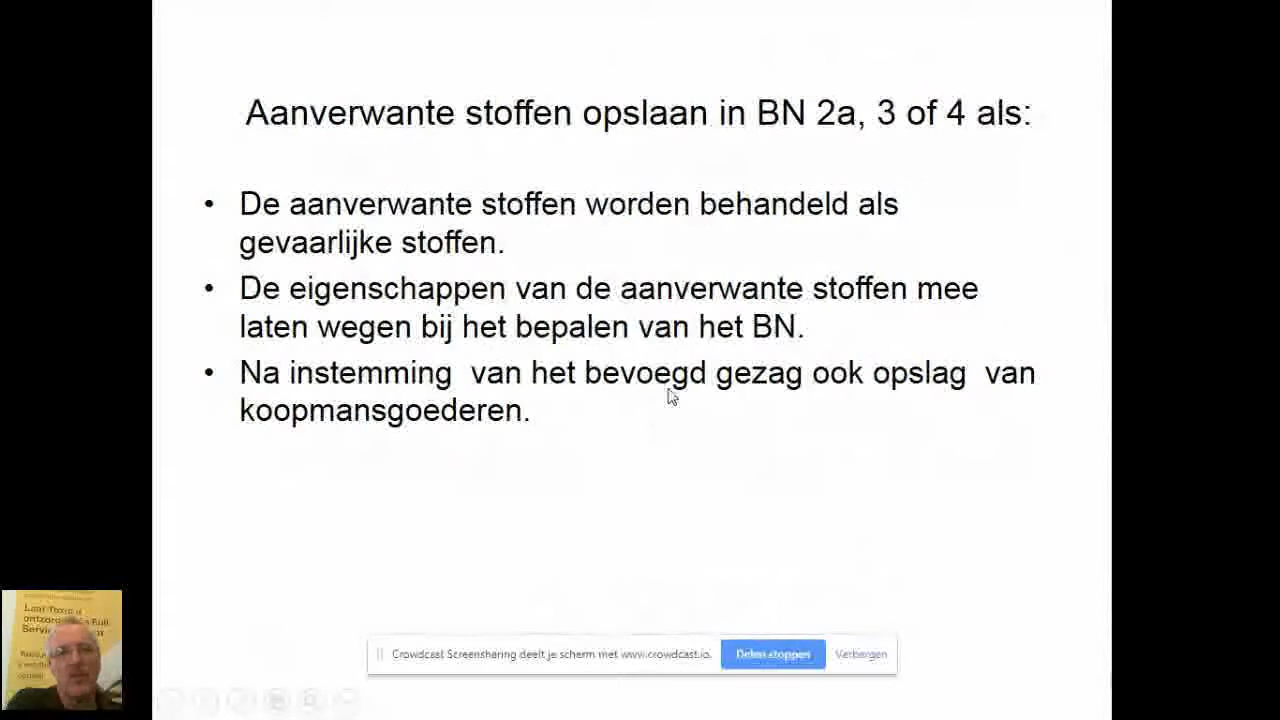 Aanverwante stoffen opslaan in BN 2a, 3 of 4 als:
• De aanverwante stoffen worden behandeld als
gevaarlijke stoffen.
• De eigenschappen van de aanverwante stoffen mee
laten wegen bij het bepalen van het BN.
• Na instemming van het bevoegd gezag ook opslag van
koopmansgoederen.
Laat Toxic u
Crowdcast Screensharing deelt je scherm met www.crowdcast.io.
Delen stoppen
Verbergen